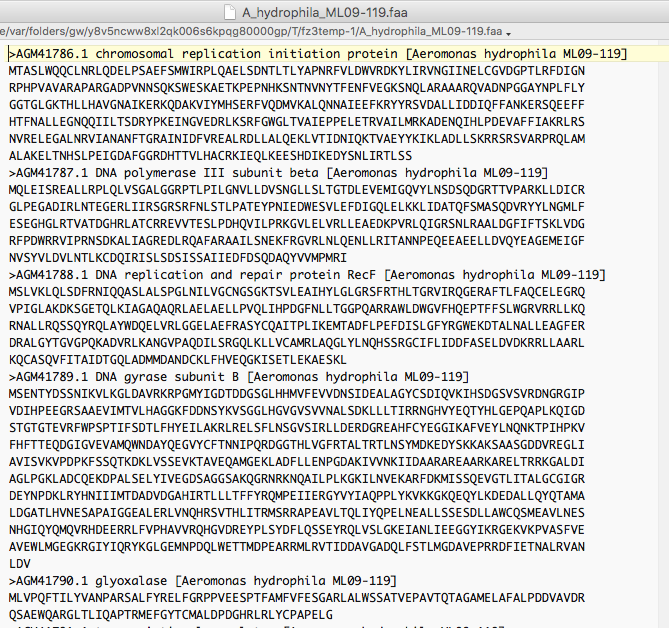 A_hydrophila_ML09-119.faa
e/var/folders/gw/y8v5ncww8xl2qk006s6kpqg80000gp/T/fz3temp-1/A_hydrophila_ML09-119.faa
>AGM41786.1 chromosomal replication initiation protein [Aeromonas hydrophila ML09-119]
MTASLWQQCLNRLQDELPSAEFSMWIRPLQAELSDNTLTLYAPNRFVLDWVRDKYLIRVNGIINELCGVDGPTLRFDIGN
RPHPVAVARAPARGADPVNNSQKSWESKAETKPEPNHKSNTNVNYTFENFVEGKSNQLARAAARQVADNPGGAYNPLFLY
GGTGLGKTHLLHAVGNAIKERKQDAKVIYMHSERFVQDMVKALQNNAIEEFKRYYRSVDALLIDDIQFFANKERSQEEFF
HTFNALLEGNQQIILTSDRYPKEINGVEDRLKSRFGWGLTVAIEPPELETRVAILMRKADENQIHLPDEVAFFIAKRLRS
NVRELEGALNRVIANANFTGRAINIDFVREALRDLLALQEKLVTIDNIQKTVAEYYKIKLADLLSKRRSRSVARPRQLAM
ALAKELTNHSLPEIGDAFGGRDHTTVLHACRKIEQLKEESHDIKEDYSNLIRTLSS
>AGM41787.1 DNA polymerase III subunit beta [Aeromonas hydrophila ML09-119]
MQLEISREALLRPLQLVSGALGGRPTLPILGNVLLDVSNGLLSLTGTDLEVEMIGQVYLNSDSQDGRTTVPARKLLDICR
GLPEGADIRLNTEGERLIIRSGRSRFNLSTLPATEYPNIEDWESVLEFDIGQLELKKLIDATQFSMASQDVRYYLNGMLF
ESEGHGLRTVATDGHRLATCRREVVTESLPDHQVILPRKGVLELVRLLEAEDKPVRLQIGRSNLRAALDGFIFTSKLVDG
RFPDWRRVIPRNSDKALIAGREDLRQAFARAAILSNEKFRGVRLNLQENLLRITANNPEQEEAEELLDVQYEAGEMEIGF
NVSYVLDVLNTLKCDQIRISLSDSISSAIIEDFDSQDAQYVVMPMRI
>AGM41788.1 DNA replication and repair protein RecF [Aeromonas hydrophila ML09-119]
MSLVKLQLSDFRNIQQASLALSPGLNILVGCNGSGKTSVLEAIHYLGLGRSFRTHLTGRVIRQGERAFTLFAQCELEGRQ
VPIGLAKDKSGETQLKIAGAQAQRLAELAELLPVQLIHPDGFNLLTGGPQARRAWLDWGVFHQEPTFFSLWGRVRRLLKQ
RNALLRQSSQYRQLAYWDQELVRLGGELAEFRASYCQAITPLIKEMTADFLPEFDISLGFYRGWEKDTALNALLEAGFER
DRALGYTGVGPQKADVRLKANGVPAQDILSRGQLKLLVCAMRLAQGLYLNQHSSRGCIFLIDDFASELDVDKRRLLAARL
KQCASQVFITAIDTGQLADMMDANDCKLFHVEQGKISETLEKAESKL
>AGM41789.1 DNA gyrase subunit B [Aeromonas hydrophila ML09-119]
MSENTYDSSNIKVLKGLDAVRKRPGMYIGDTDDGSGLHHMVFEVVDNSIDEALAGYCSDIQVKIHSDGSVSVRDNGRGIP
VDIHPEEGRSAAEVIMTVLHAGGKFDDNSYKVSGGLHGVGVSVVNALSDKLLLTIRRNGHVYEQTYHLGEPQAPLKQIGD
STGTGTEVRFWPSPTIFSDTLFHYEILAKRLRELSFLNSGVSIRLLDERDGREAHFCYEGGIKAFVEYLNQNKTPIHPKV
FHFTTEQDGIGVEVAMQWNDAYQEGVYCFTNNIPQRDGGTHLVGFRTALTRTLNSYMDKEDYSKKAKSAASGDDVREGLI
AVISVKVPDPKFSSQTKDKLVSSEVKTAVEQAMGEKLADFLLENPGDAKIVVNKIIDAARAREAARKARELTRRKGALDI
AGLPGKLADCQEKDPALSELYIVEGDSAGGSAKQGRNRKNQAILPLKGKILNVEKARFDKMISSQEVGTLITALGCGIGR
DEYNPDKLRYHNIIIMTDADVDGAHIRTLLLTFFYRQMPEIIERGYVYIAQPPLYKVKKGKQEQYLKDEDALLQYQTAMA
LDGATLHVNESAPAIGGEALERLVNQHRSVTHLITRMSRRAPEAVLTQLIYQPELNEALLSSESDLLAWCQSMEAVLNES
NHGIQYQMQVRHDEERRLFVPHAVVRQHGVDREYPLSYDFLQSSEYRQLVSLGKEIANLIEEGGYIKRGEKVKPVASFVE
AVEWLMGEGKRGIYIQRYKGLGEMNPDQLWETTMDPEARRMLRVTIDDAVGADQLFSTLMGDAVEPRRDFIETNALRVAN
LDV
>AGM41790.1 glyoxalase [Aeromonas hydrophila ML09-119]
MLVPQFTILYVANPARSALFYRELFGRPPVEESPTFAMFVFESGARLALWSSATVEPAVTQTAGAMELAFALPDDVAVDR
QSAEWQARGLTLIQAPTRMEFGYTCMALDPDGHRLRLYCPAPELG